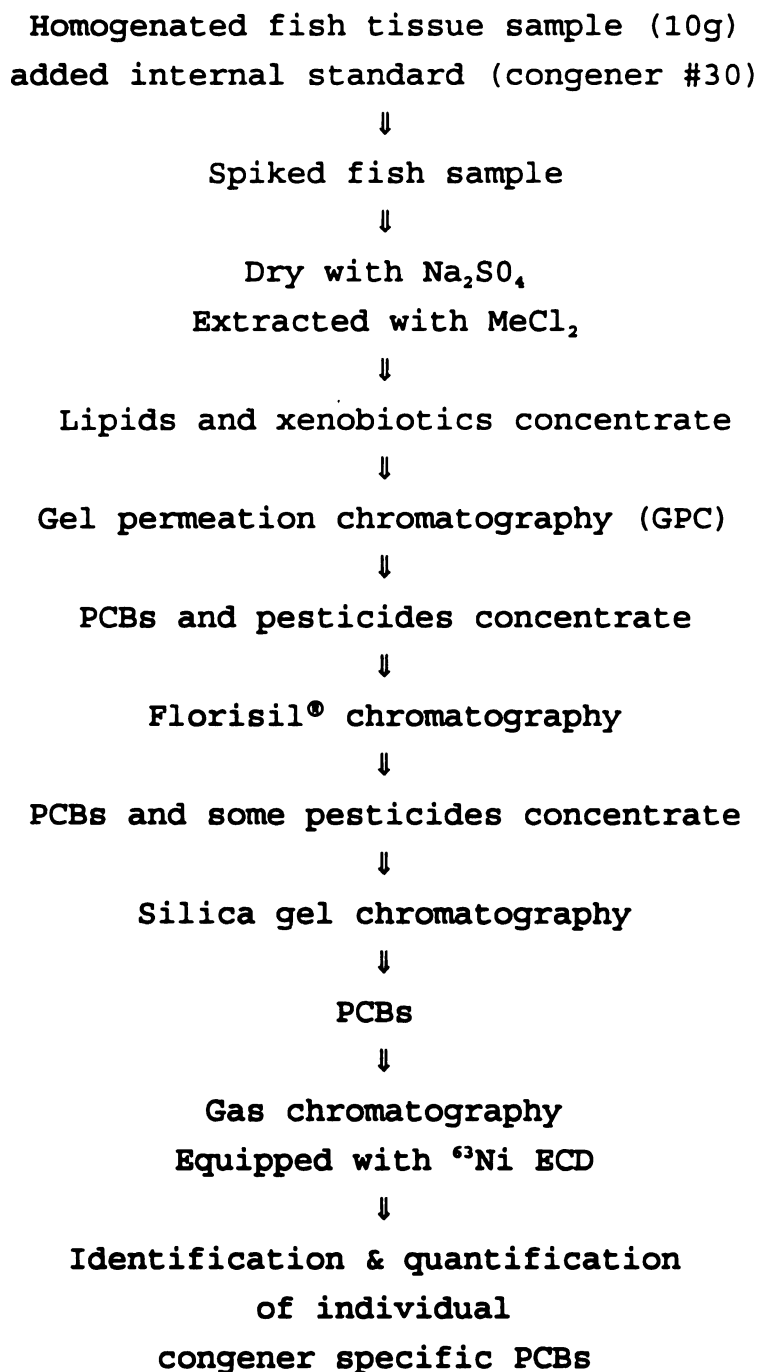 Homogenated fish tissue sample (10g)
added internal standard (congener #30)
⇓
Spiked fish sample
⇓
Dry with Na₂SO₄
Extracted with MeCl₂
⇓
Lipids and xenobiotics concentrate
⇓
Gel permeation chromatography (GPC)
⇓
PCBs and pesticides concentrate
⇓
Florisil® chromatography
⇓
PCBs and some pesticides concentrate
⇓
Silica gel chromatography
⇓
PCBs
⇓
Gas chromatography
Equipped with ⁶³Ni ECD
⇓
Identification & quantification
of individual
congener specific PCBs